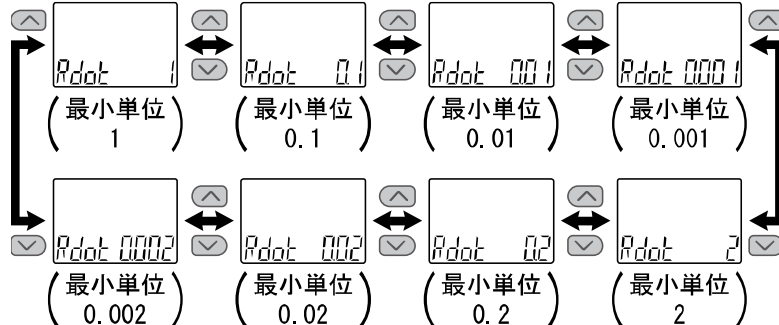 Rdot 1
Rdot 0.1
Rdot 0.01
Rdot 0.001
(最小単位 1)
(最小単位 0.1)
(最小単位 0.01)
(最小単位 0.001)
Rdot 0.002
Rdot 0.02
Rdot 0.2
Rdot 2
(最小単位 0.002)
(最小単位 0.02)
(最小単位 0.2)
(最小単位 2)